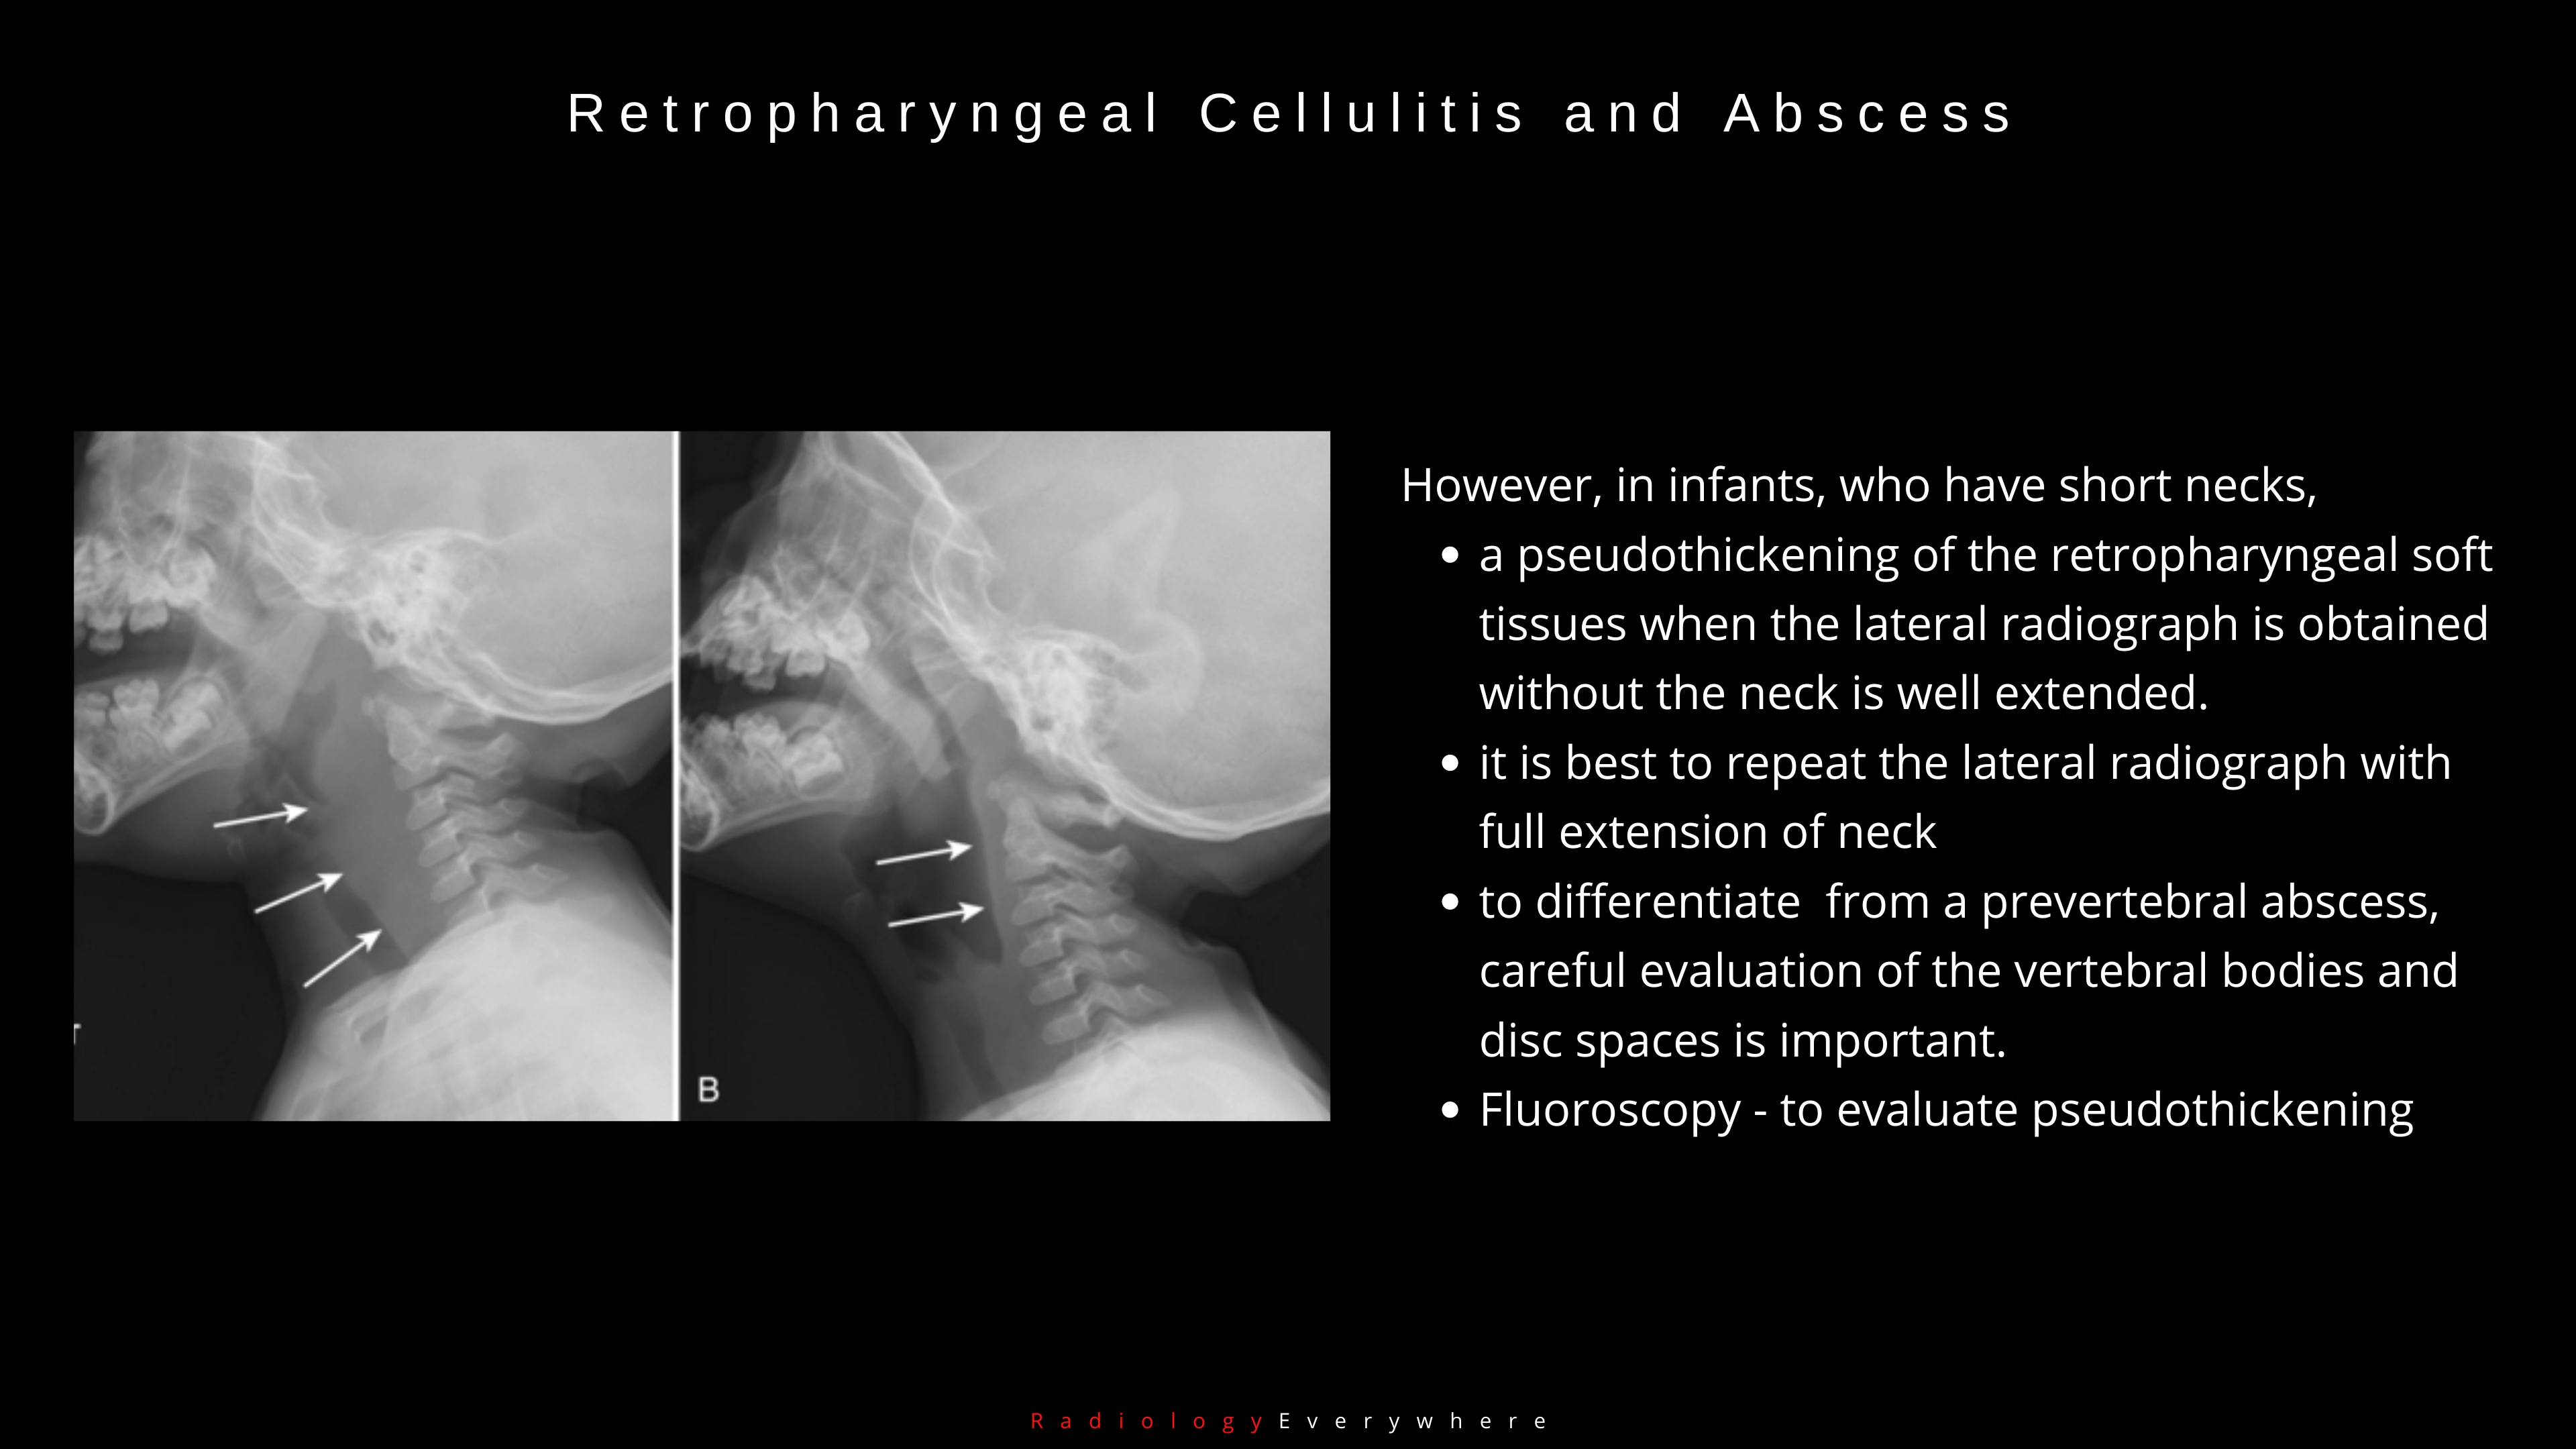 Retropharyngeal Cellulitis and Abscess
However, in infants, who have short necks,
• a pseudothickening of the retropharyngeal soft
tissues when the lateral radiograph is obtained
without the neck is well extended.
• it is best to repeat the lateral radiograph with
full extension of neck
• to differentiate  from a prevertebral abscess,
careful evaluation of the vertebral bodies and
disc spaces is important.
• Fluoroscopy - to evaluate pseudothickening
B
RadiologyEverywhere